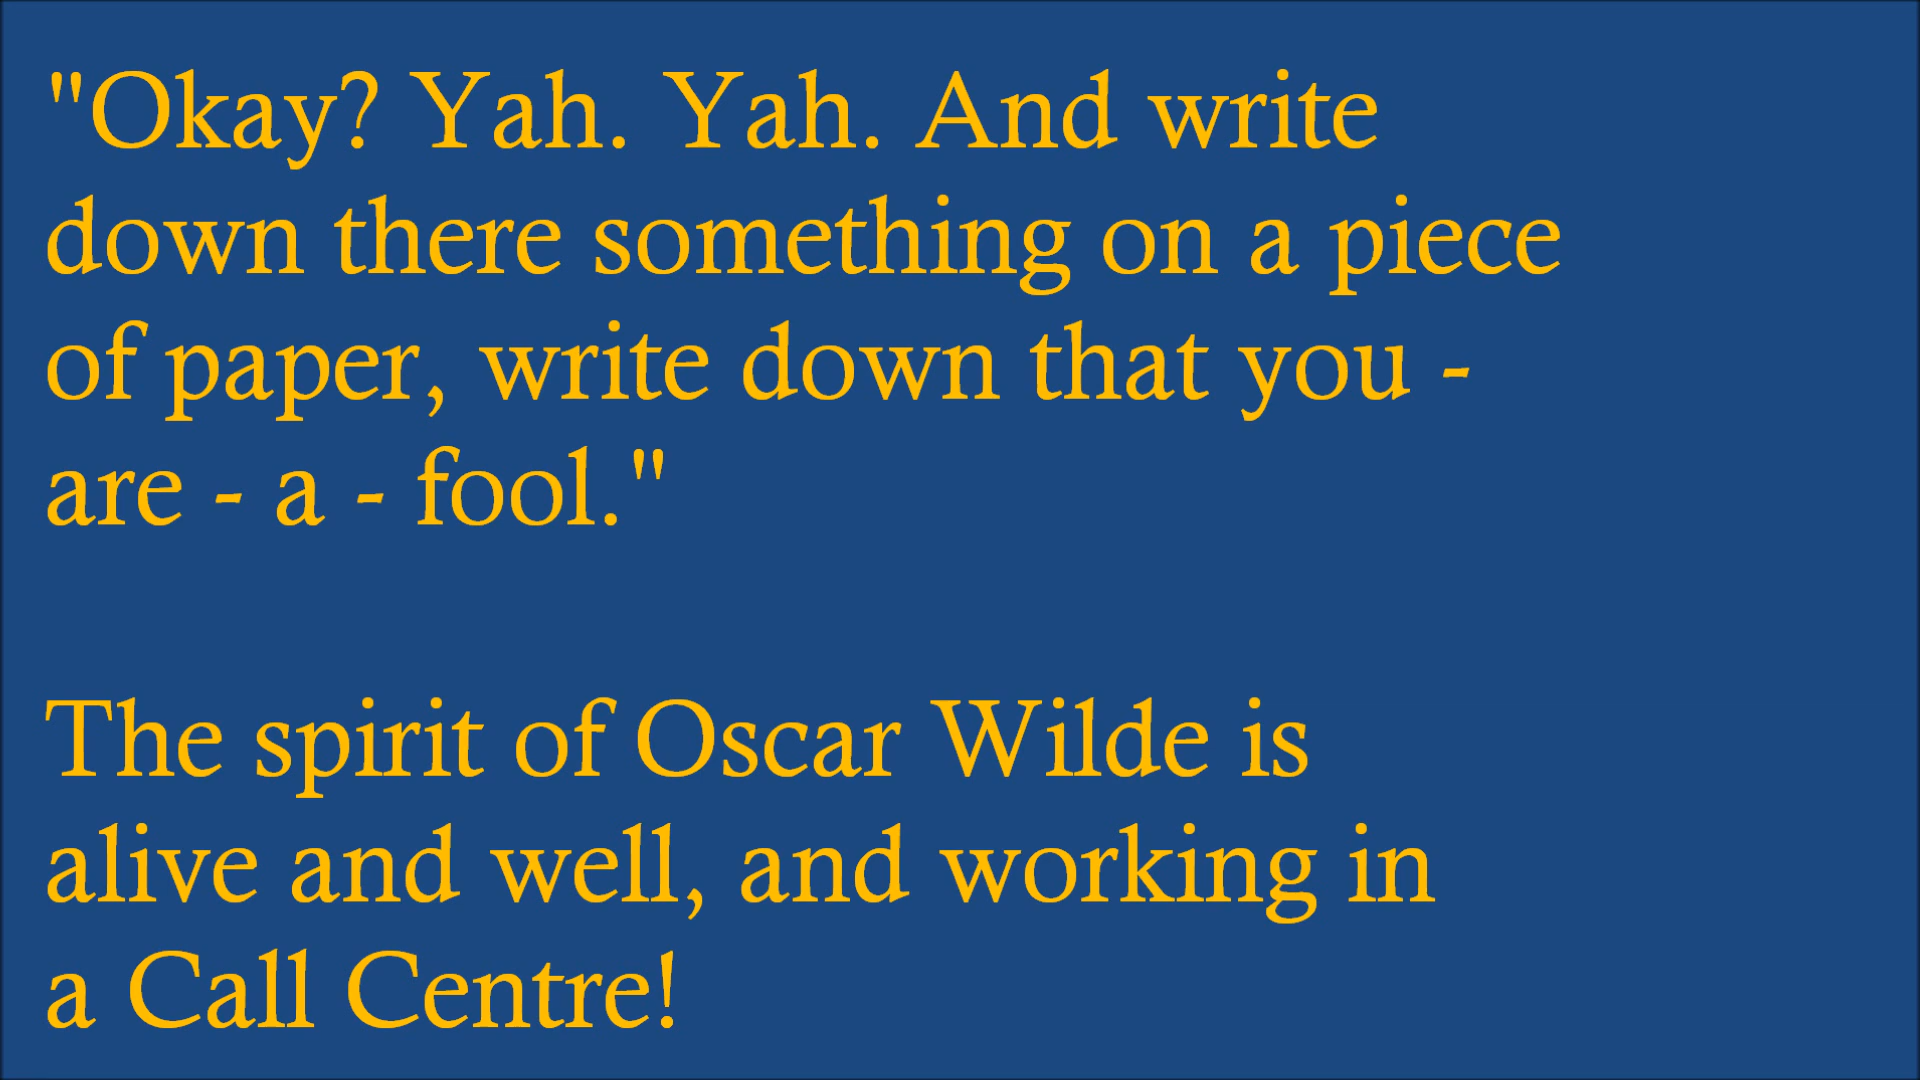 "Okay? Yah. Yah. And write
down there something on a piece
of paper, write down that you -
are - a - fool."
The spirit of Oscar Wilde is
alive and well, and working in
a Call Centre!